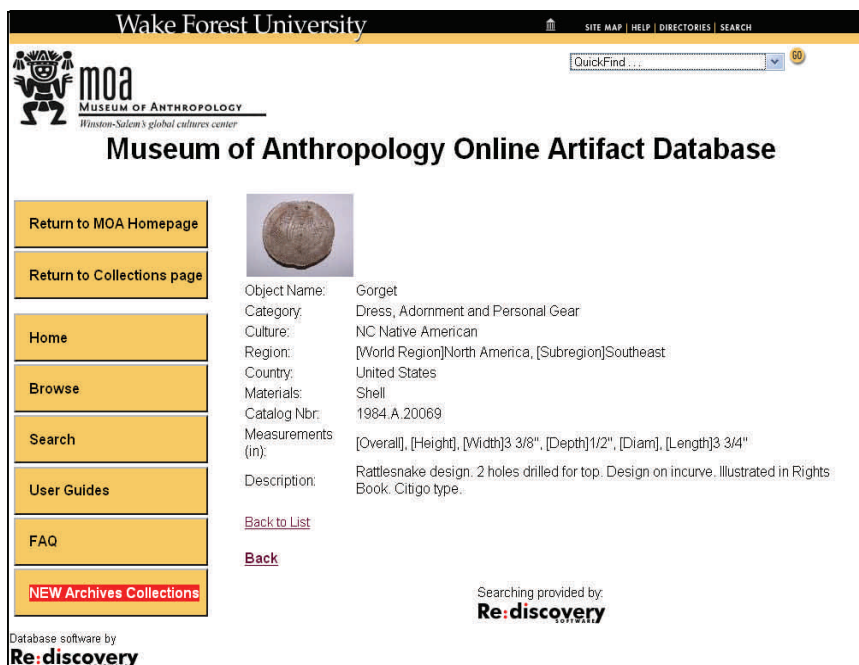 Wake Forest University
SITE MAP | HELP | DIRECTORIES | SEARCH
QuickFind . . .
GO
moa
MUSEUM OF ANTHROPOLOGY
Winston-Salem's global cultures center
Museum of Anthropology Online Artifact Database
Return to MOA Homepage
Return to Collections page
Home
Browse
Search
User Guides
FAQ
NEW Archives Collections
Object Name: Gorget
Category: Dress, Adornment and Personal Gear
Culture: NC Native American
Region: [World Region]North America, [Subregion]Southeast
Country: United States
Materials: Shell
Catalog Nbr: 1984.A.20069
Measurements (in): [Overall], [Height], [Width]3 3/8", [Depth]1/2", [Diam], [Length]3 3/4"
Description: Rattlesnake design. 2 holes drilled for top. Design on incurve. Illustrated in Rights
Book. Citigo type.
Back to List
Back
Searching provided by:
Re:discovery
SOFTWARE
Database software by
Re:discovery